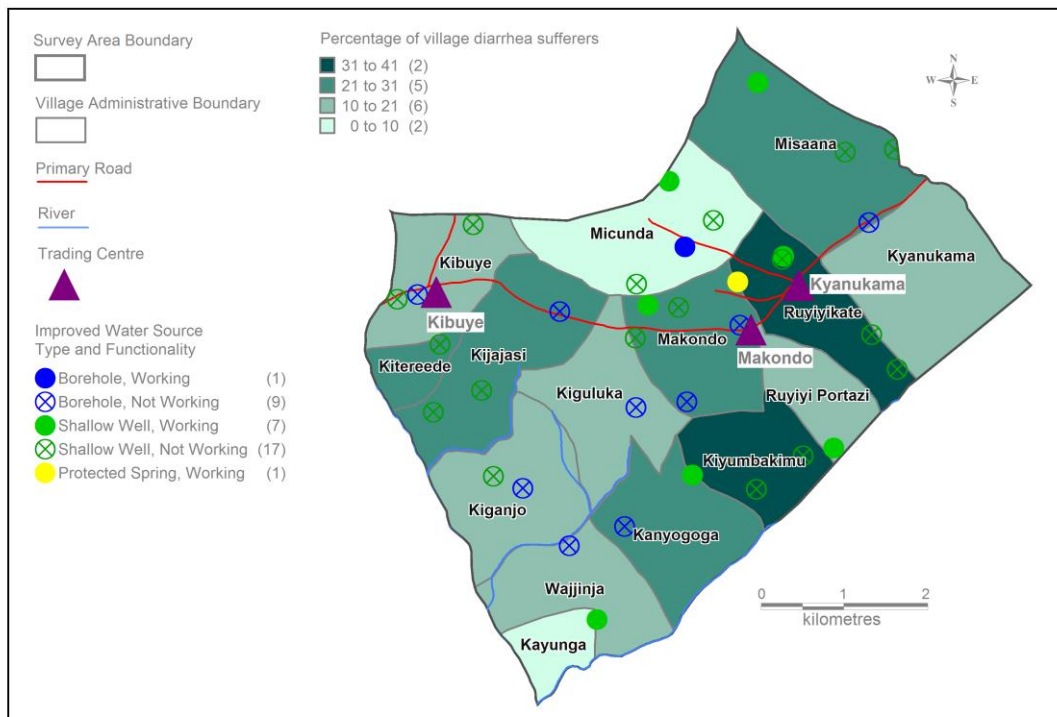 Survey Area Boundary
Village Administrative Boundary
Primary Road
River
Trading Centre
Improved Water Source
Type and Functionality
Borehole, Working (1)
Borehole, Not Working (9)
Shallow Well, Working (7)
Shallow Well, Not Working (17)
Protected Spring, Working (1)
Percentage of village diarrhea sufferers
31 to 41 (2)
21 to 31 (5)
10 to 21 (6)
0 to 10 (2)
N
W E
S
Misaana
Micunda
Kyanukama
Kibuye
Kyanukama
Ruyiyikate
Kibuye
Makondo
Makondo
Kijajasi
Kitereede
Kiguluka
Ruyiyi Portazi
Kiyumbakimu
Kiganjo
Kanyogoga
Wajjinja
Kayunga
0 1 2
kilometres